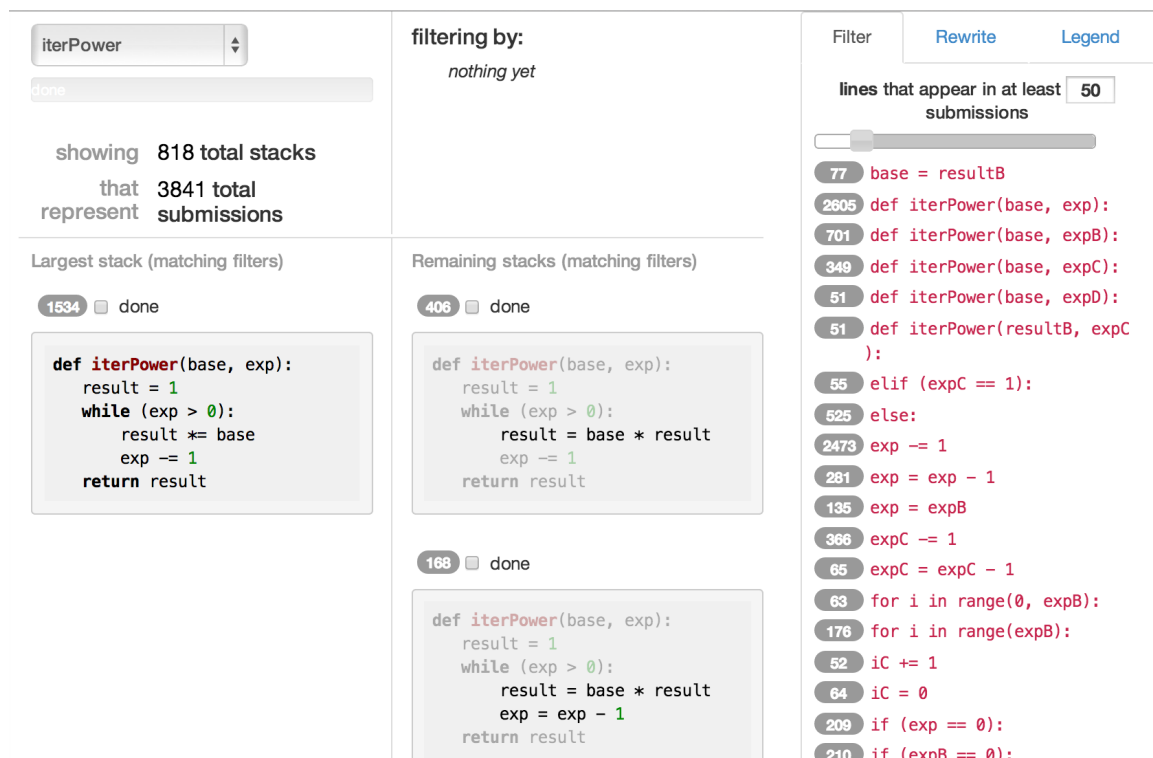 iterPower
done
showing 818 total stacks
that represent 3841 total submissions
filtering by:
nothing yet
Largest stack (matching filters)
1534 done
def iterPower(base, exp):
    result = 1
    while (exp > 0):
        result *= base
        exp -= 1
    return result
Remaining stacks (matching filters)
406 done
def iterPower(base, exp):
    result = 1
    while (exp > 0):
        result = base * result
        exp -= 1
    return result
168 done
def iterPower(base, exp):
    result = 1
    while (exp > 0):
        result = base * result
        exp = exp - 1
    return result
Filter Rewrite Legend
lines that appear in at least 50
submissions
77 base = resultB
2605 def iterPower(base, exp):
701 def iterPower(base, expB):
349 def iterPower(base, expC):
51 def iterPower(base, expD):
51 def iterPower(resultB, expC
):
55 elif (expC == 1):
525 else:
2473 exp -= 1
281 exp = exp - 1
135 exp = expB
366 expC -= 1
65 expC = expC - 1
63 for i in range(0, expB):
176 for i in range(expB):
52 iC += 1
64 iC = 0
209 if (exp == 0):
210 if (expB == 0):